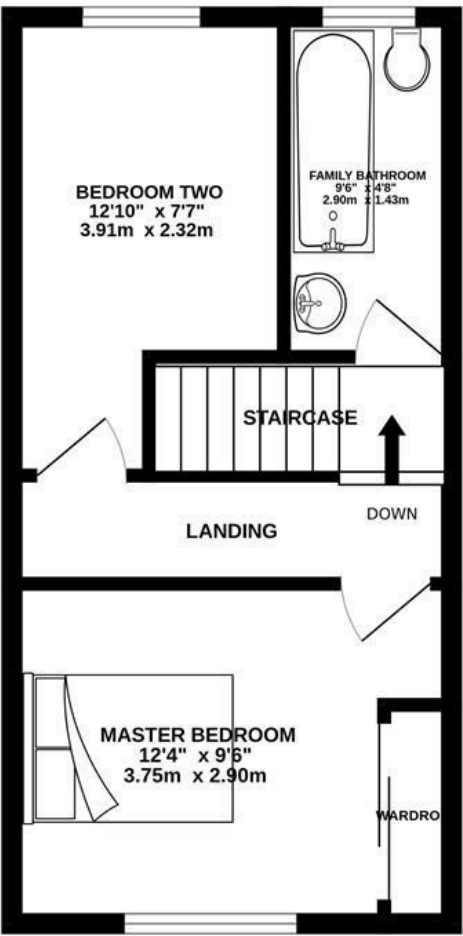 BEDROOM TWO
12'10" x 7'7"
3.91m x 2.32m
FAMILY BATHROOM
9'6" x 4'8"
2.90m x 1.43m
STAIRCASE
DOWN
LANDING
MASTER BEDROOM
12'4" x 9'6"
3.75m x 2.90m
WARDRO